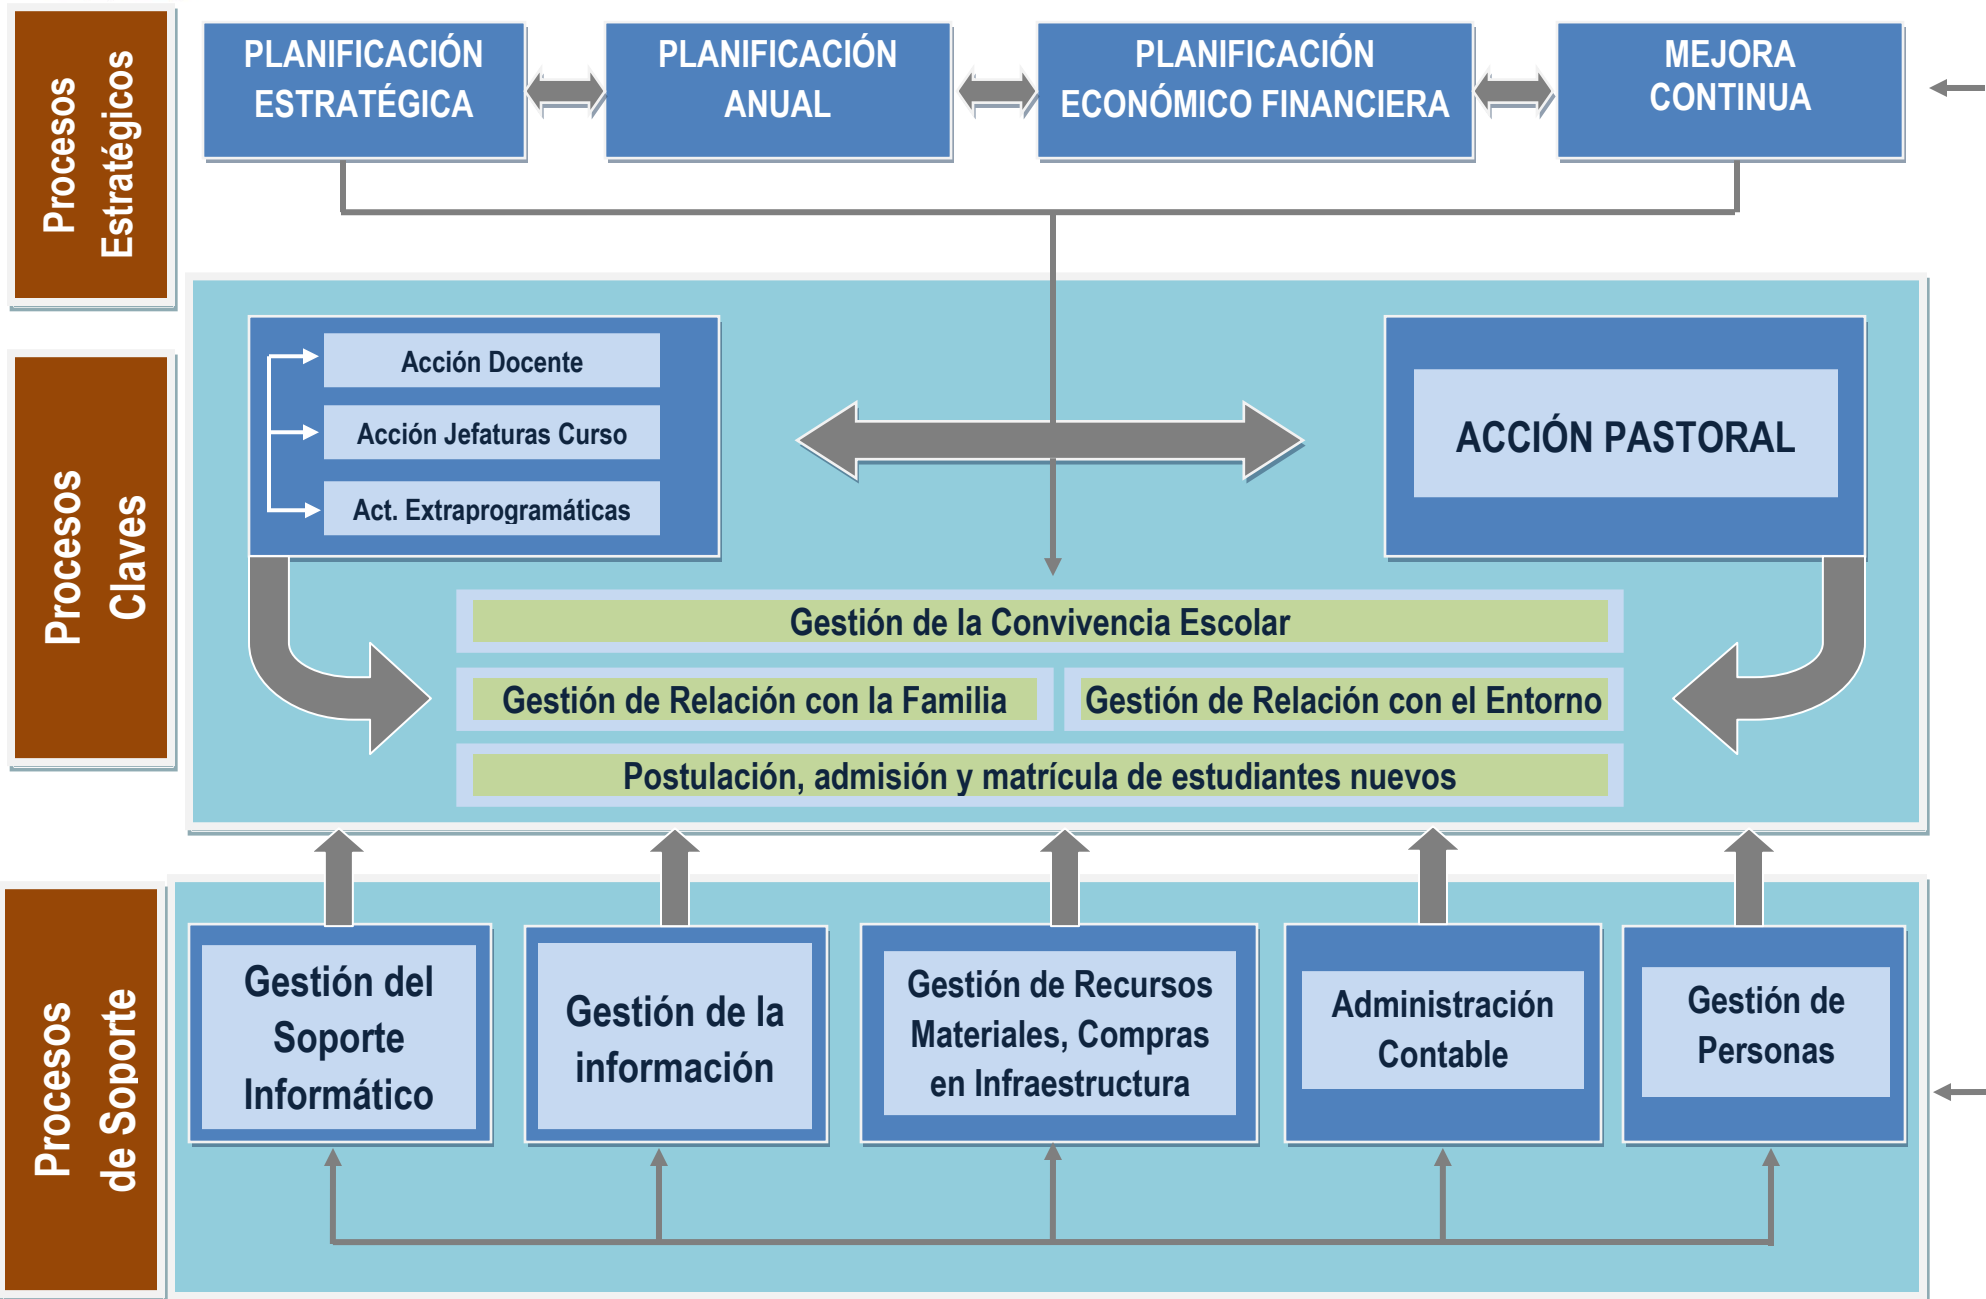 Procesos
Estratégicos
PLANIFICACIÓN
ESTRATÉGICA
PLANIFICACIÓN
ANUAL
PLANIFICACIÓN
ECONÓMICO FINANCIERA
MEJORA
CONTINUA
Procesos
Claves
Acción Docente
Acción Jefaturas Curso
Act. Extraprogramáticas
ACCIÓN PASTORAL
Gestión de la Convivencia Escolar
Gestión de Relación con la Familia
Gestión de Relación con el Entorno
Postulación, admisión y matrícula de estudiantes nuevos
Procesos
de Soporte
Gestión del
Soporte
Informático
Gestión de la
información
Gestión de Recursos
Materiales, Compras
en Infraestructura
Administración
Contable
Gestión de
Personas